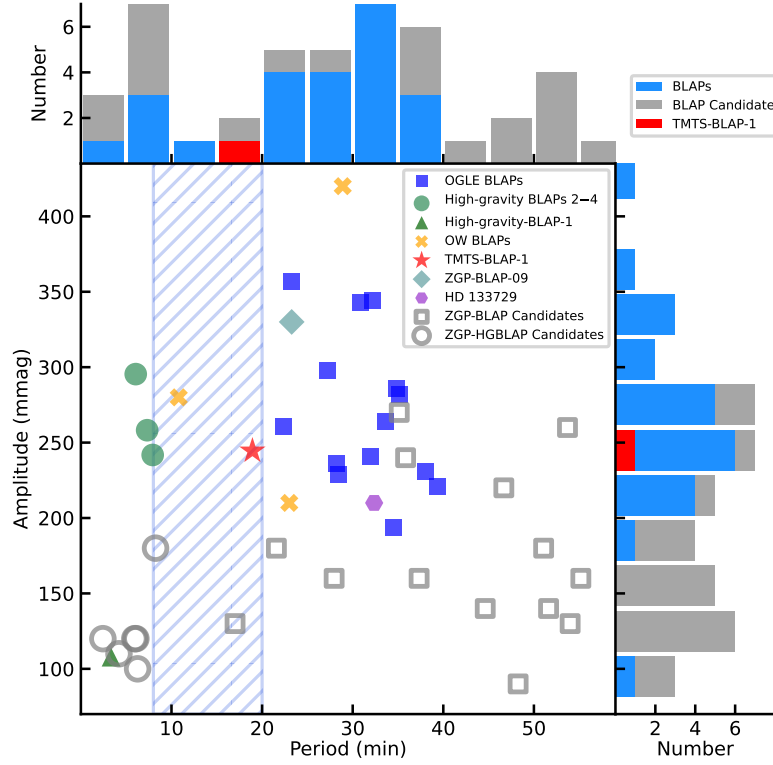 6
4
2
Number
BLAPs
BLAP Candidate
TMTS-BLAP-1
OGLE BLAPs
High-gravity BLAPs 2−4
High-gravity-BLAP-1
OW BLAPs
TMTS-BLAP-1
ZGP-BLAP-09
HD 133729
ZGP-BLAP Candidates
ZGP-HGBLAP Candidates
400
350
300
250
200
150
100
Amplitude (mmag)
10 20 30 40 50
Period (min)
2 4 6
Number